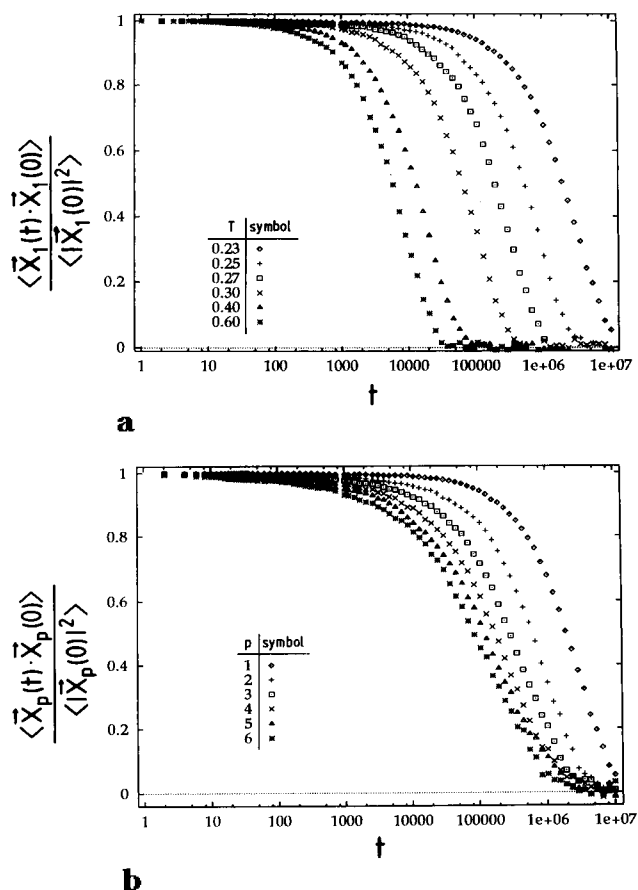 1
0.8
0.6
0.4
0.2
0
⟨X⃗₁(t)·X⃗₁(0)⟩
⟨|X⃗₁(0)|²⟩
T symbol
0.23 ◇
0.25 +
0.27 □
0.30 ×
0.40 ▲
0.60 ✱
1 10 100 1000 10000 100000 1e+06 1e+07
t
a
1
0.8
0.6
0.4
0.2
0
⟨X⃗ₚ(t)·X⃗ₚ(0)⟩
⟨|X⃗ₚ(0)|²⟩
p symbol
1 ◇
2 +
3 □
4 ×
5 ▲
6 ✱
1 10 100 1000 10000 100000 1e+06 1e+07
t
b